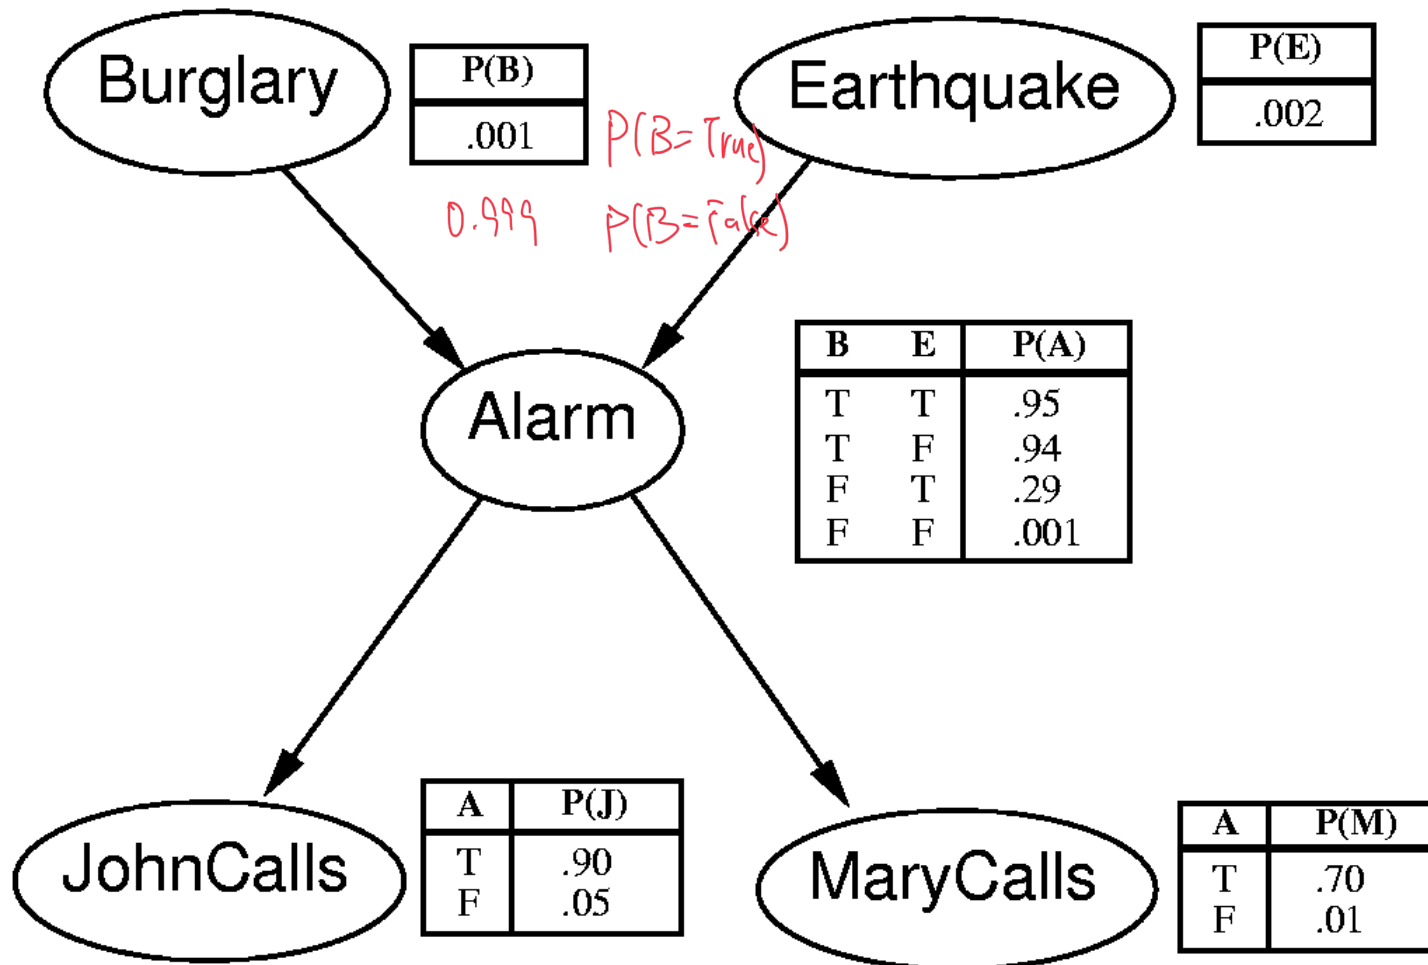 Burglary
P(B)
.001
P(B=True)
0.999 P(B=False)
Earthquake
P(E)
.002
Alarm
B E P(A)
T T .95
T F .94
F T .29
F F .001
JohnCalls
A P(J)
T .90
F .05
MaryCalls
A P(M)
T .70
F .01